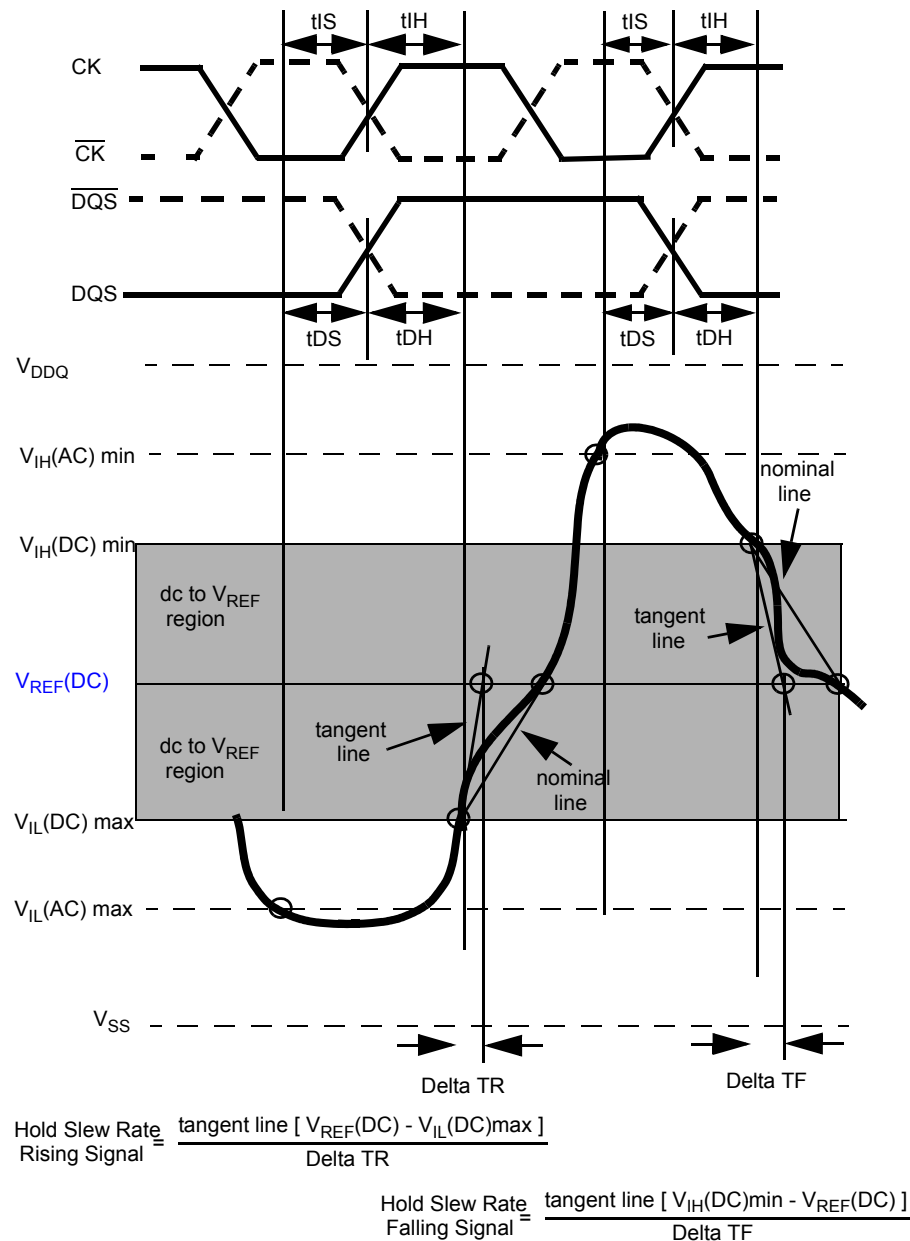 tIS tIH tIS tIH
CK
CK
DQS
DQS
tDS tDH tDS tDH
VDDQ
VIH(AC) min
nominal
line
VIH(DC) min
dc to VREF
region
tangent
line
VREF(DC)
tangent
line
dc to VREF
region
nominal
line
VIL(DC) max
VIL(AC) max
VSS
Delta TR
Delta TF
Hold Slew Rate
Rising Signal
=
tangent line [ VREF(DC) - VIL(DC)max ]
Delta TR
Hold Slew Rate
Falling Signal
=
tangent line [ VIH(DC)min - VREF(DC) ]
Delta TF